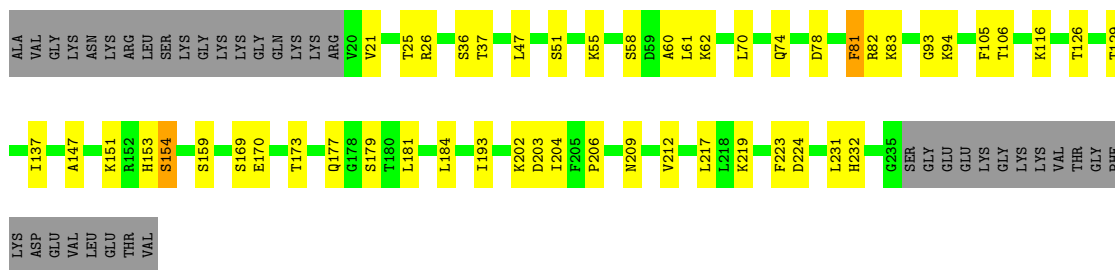 ALA VAL GLY LYS ASN LYS ARG LEU SER LYS GLY LYS LYS GLY GLN LYS LYS ARG V20 V21 T25 R26 S36 T37 L47 S51 K55 S58 D59 A60 L61 K62 L70 Q74 D78 F81 R82 K83 G93 K94 F105 T106 K116 T126 T129
I137 A147 K151 R152 H153 S154 S159 S169 E170 T173 Q177 G178 S179 T180 L181 L184 I193 K202 D203 I204 F205 P206 N209 V212 L217 L218 K219 F223 D224 L231 H232 G235 SER GLY GLU GLU LYS GLY LYS LYS VAL THR GLY PHE
LYS ASP GLU VAL LEU GLU THR VAL